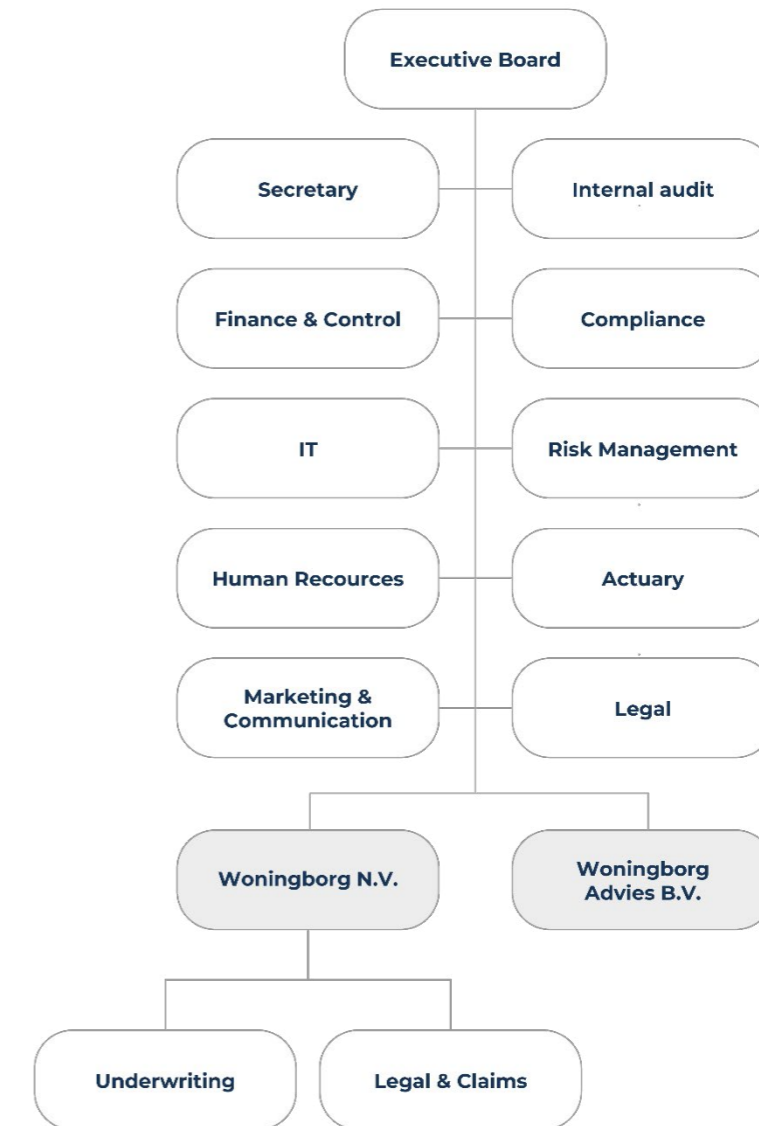 Executive Board
Secretary
Internal audit
Finance & Control
Compliance
IT
Risk Management
Human Recources
Actuary
Marketing &
Communication
Legal
Woningborg N.V.
Woningborg
Advies B.V.
Underwriting
Legal & Claims